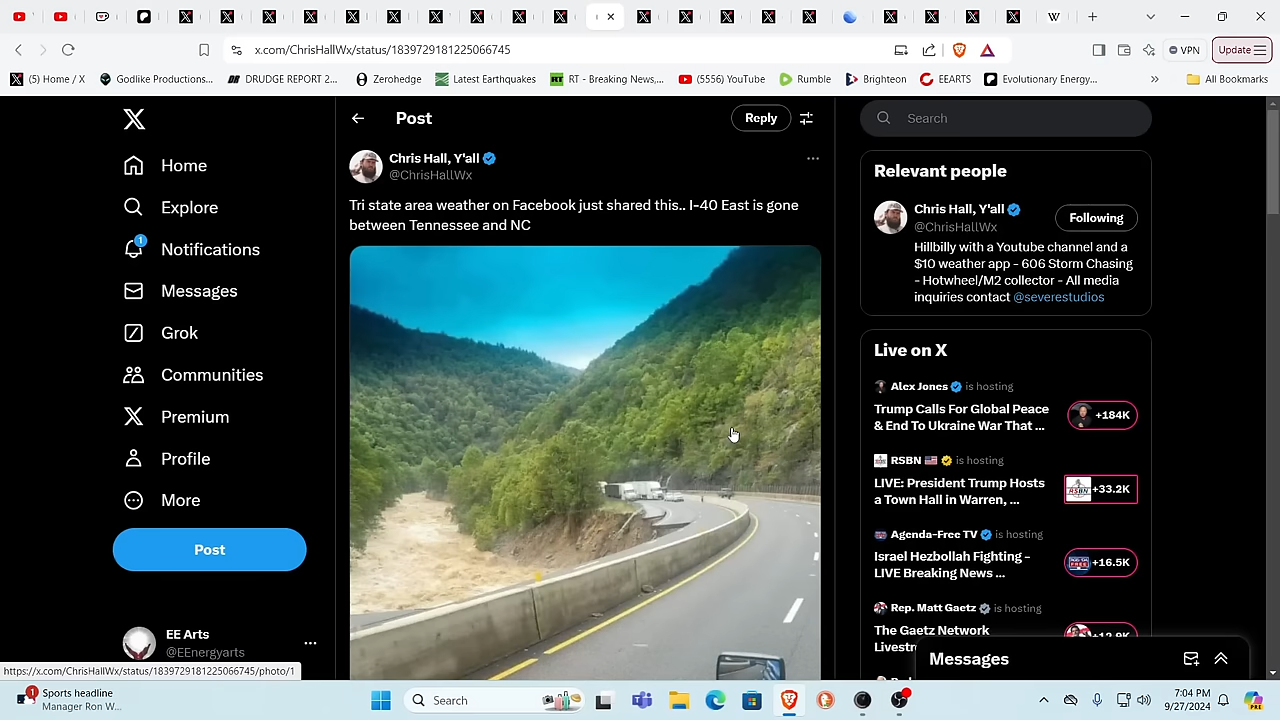 x.com/ChrisHallWx/status/1839729181225066745
VPN
Update
(5) Home / X
Godlike Productions...
DRUDGE REPORT 2...
Zerohedge
Latest Earthquakes
RT - Breaking News,...
(5556) YouTube
Rumble
Brighteon
EEARTS
Evolutionary Energy...
All Bookmarks
Home
Explore
1
Notifications
Messages
Grok
Communities
Premium
Profile
More
Post
EE Arts
@EEnergyarts
https://x.com/ChrisHallWx/status/1839729181225066745/photo/1
Post
Reply
Chris Hall, Y'all
@ChrisHallWx
Tri state area weather on Facebook just shared this.. I-40 East is gone
between Tennessee and NC
Search
Relevant people
Chris Hall, Y'all
@ChrisHallWx
Following
Hillbilly with a Youtube channel and a
$10 weather app - 606 Storm Chasing
- Hotwheel/M2 collector - All media
inquiries contact @severestudios
Live on X
Alex Jones is hosting
Trump Calls For Global Peace
& End To Ukraine War That ...
+184K
RSBN is hosting
LIVE: President Trump Hosts
a Town Hall in Warren, ...
+33.2K
Agenda-Free TV is hosting
Israel Hezbollah Fighting -
LIVE Breaking News ...
+16.5K
Rep. Matt Gaetz is hosting
The Gaetz Network
Messages
1
Sports headline
Manager Ron W...
Search
7:04 PM
9/27/2024